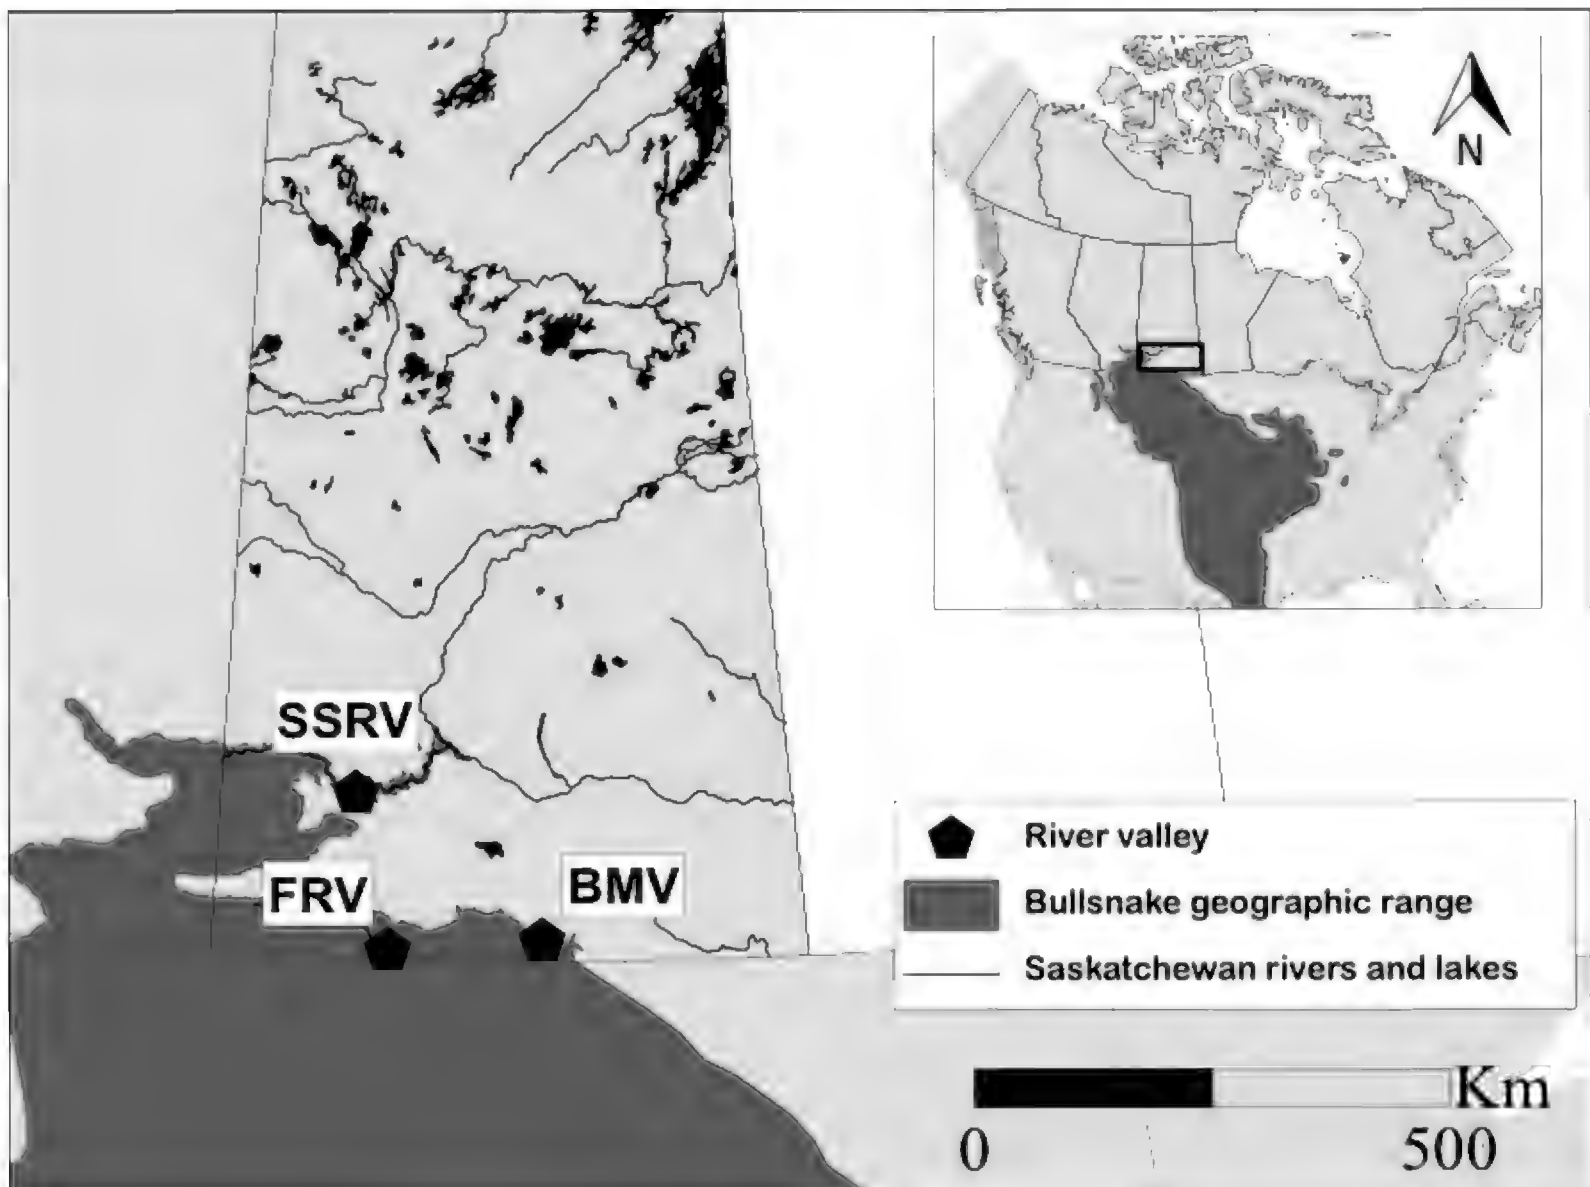 N
SSRV
FRV
BMV
River valley
Bullsnake geographic range
Saskatchewan rivers and lakes
Km
0 500